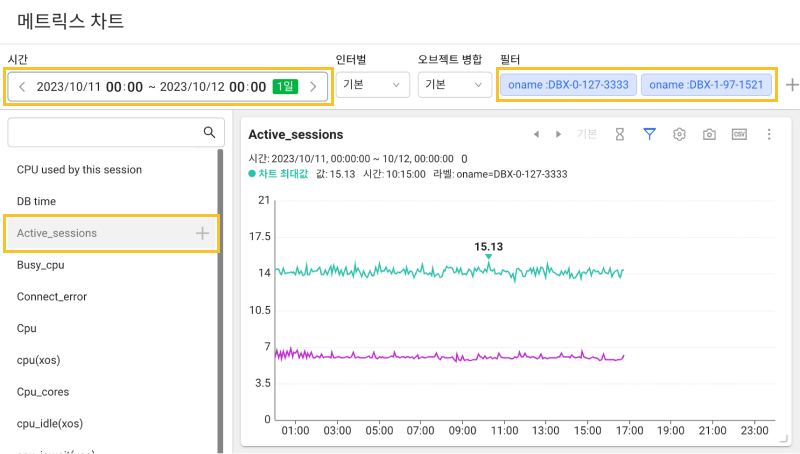 메트릭스 차트
시간
인터벌
오브젝트 병합
필터
2023/10/11 00:00 ~ 2023/10/12 00:00 1일
기본
기본
oname :DBX-0-127-3333
oname :DBX-1-97-1521
CPU used by this session
DB time
Active_sessions
Busy_cpu
Connect_error
Cpu
cpu(xos)
Cpu_cores
cpu_idle(xos)
Active_sessions
기본
CSV
시간: 2023/10/11, 00:00:00 ~ 10/12, 00:00:00 0
차트 최대값 값: 15.13 시간: 10:15:00 라벨: oname=DBX-0-127-3333
21
17.5
15.13
14
10.5
7
3.5
0
01:00 03:00 05:00 07:00 09:00 11:00 13:00 15:00 17:00 19:00 21:00 23:00